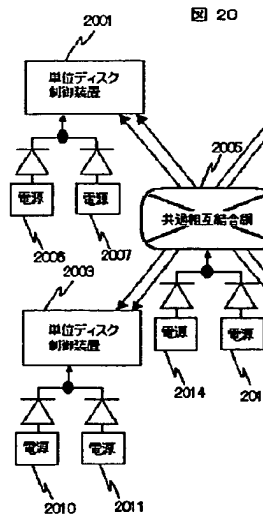 図 20
2001
単位ディスク
制御装置
2005
共通相互結合網
電源
電源
2006
2007
2003
単位ディスク
制御装置
電源
電源
2014
電源
電源
2010
2011